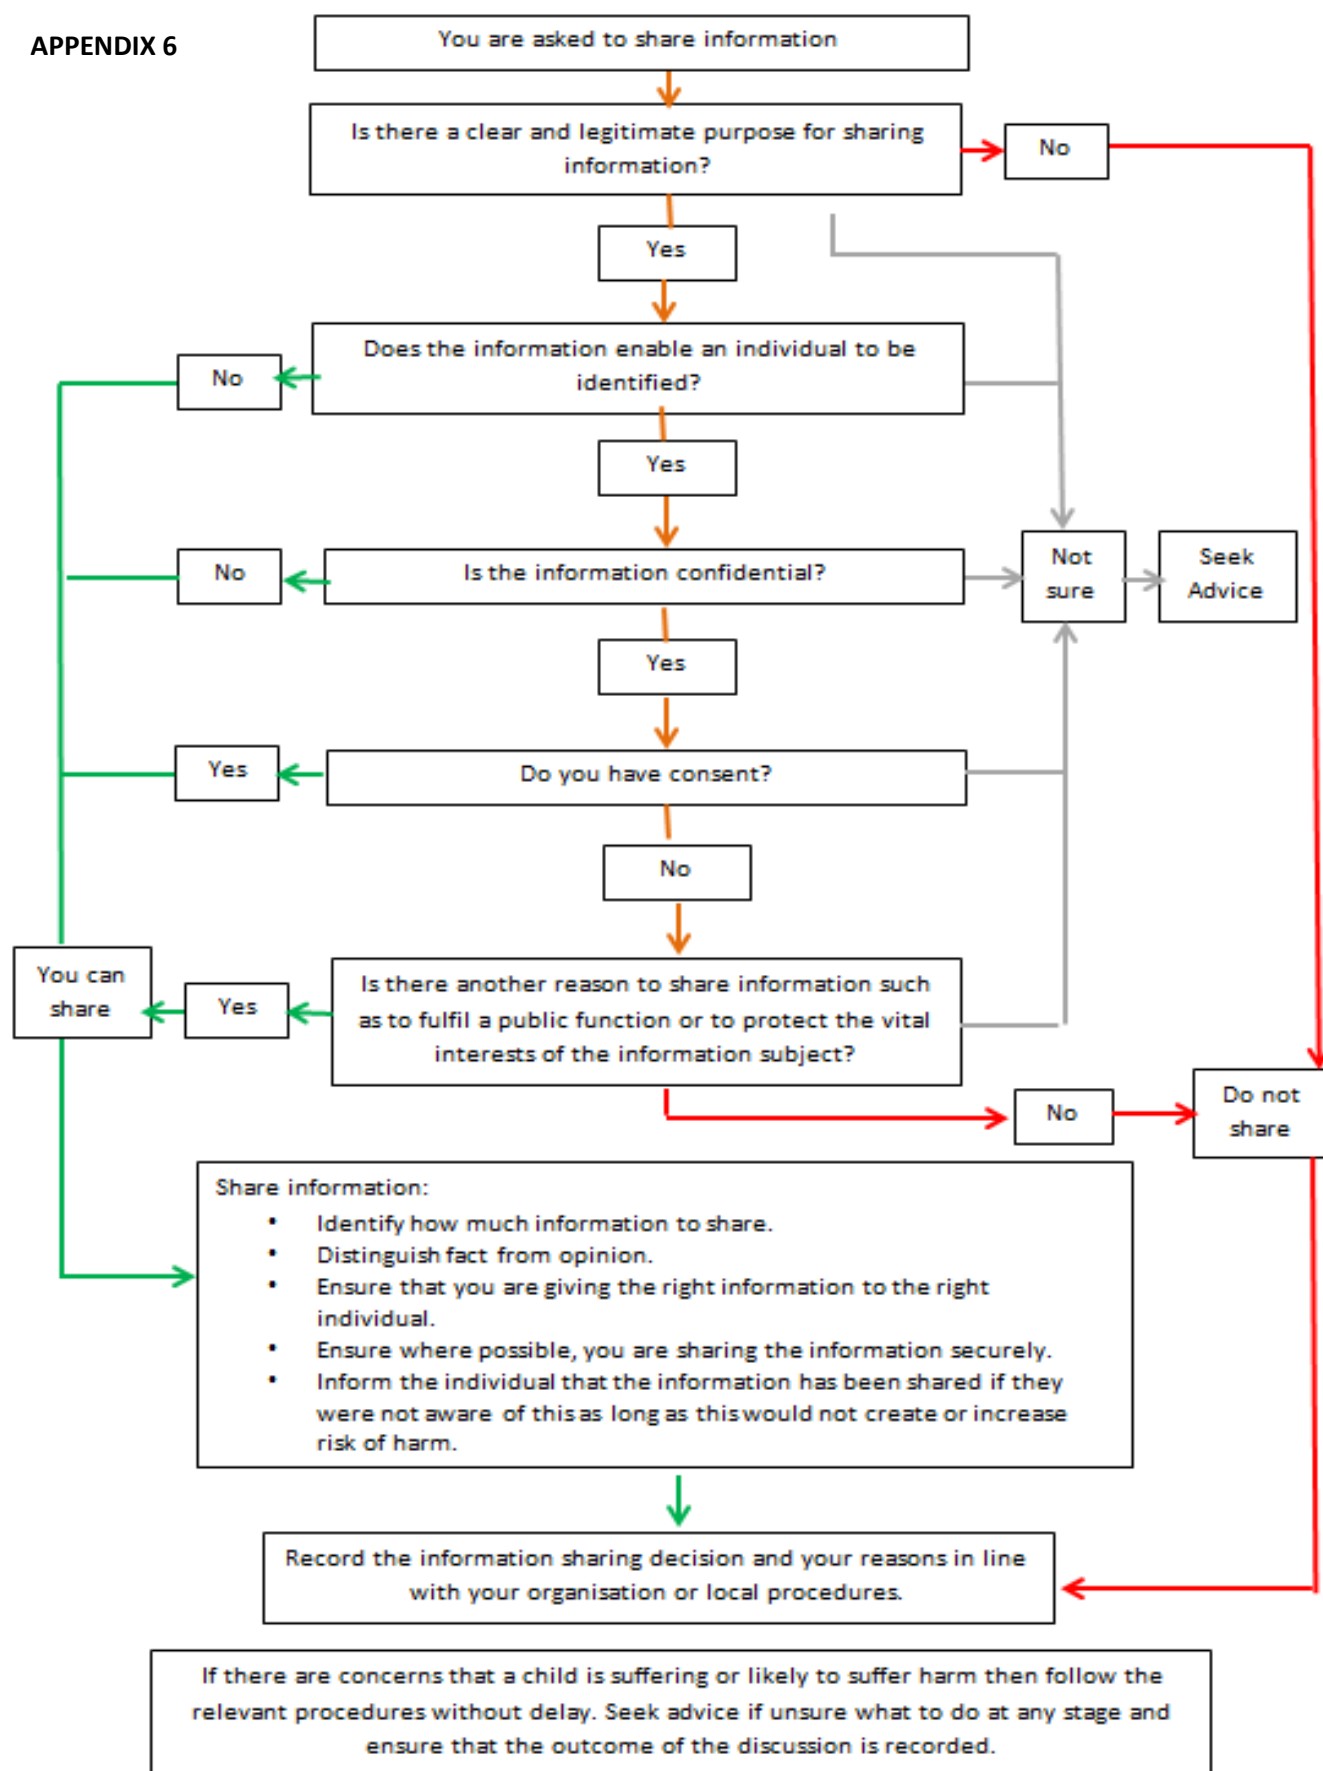 APPENDIX 6
You are asked to share information
Is there a clear and legitimate purpose for sharing
information?
No
Yes
Does the information enable an individual to be
identified?
No
Yes
Is the information confidential?
No
Not
sure
Seek
Advice
Yes
Do you have consent?
Yes
No
You can
share
Yes
Is there another reason to share information such
as to fulfil a public function or to protect the vital
interests of the information subject?
No
Do not
share
Share information:
• Identify how much information to share.
• Distinguish fact from opinion.
• Ensure that you are giving the right information to the right
individual.
• Ensure where possible, you are sharing the information securely.
• Inform the individual that the information has been shared if they
were not aware of this as long as this would not create or increase
risk of harm.
Record the information sharing decision and your reasons in line
with your organisation or local procedures.
If there are concerns that a child is suffering or likely to suffer harm then follow the
relevant procedures without delay. Seek advice if unsure what to do at any stage and
ensure that the outcome of the discussion is recorded.